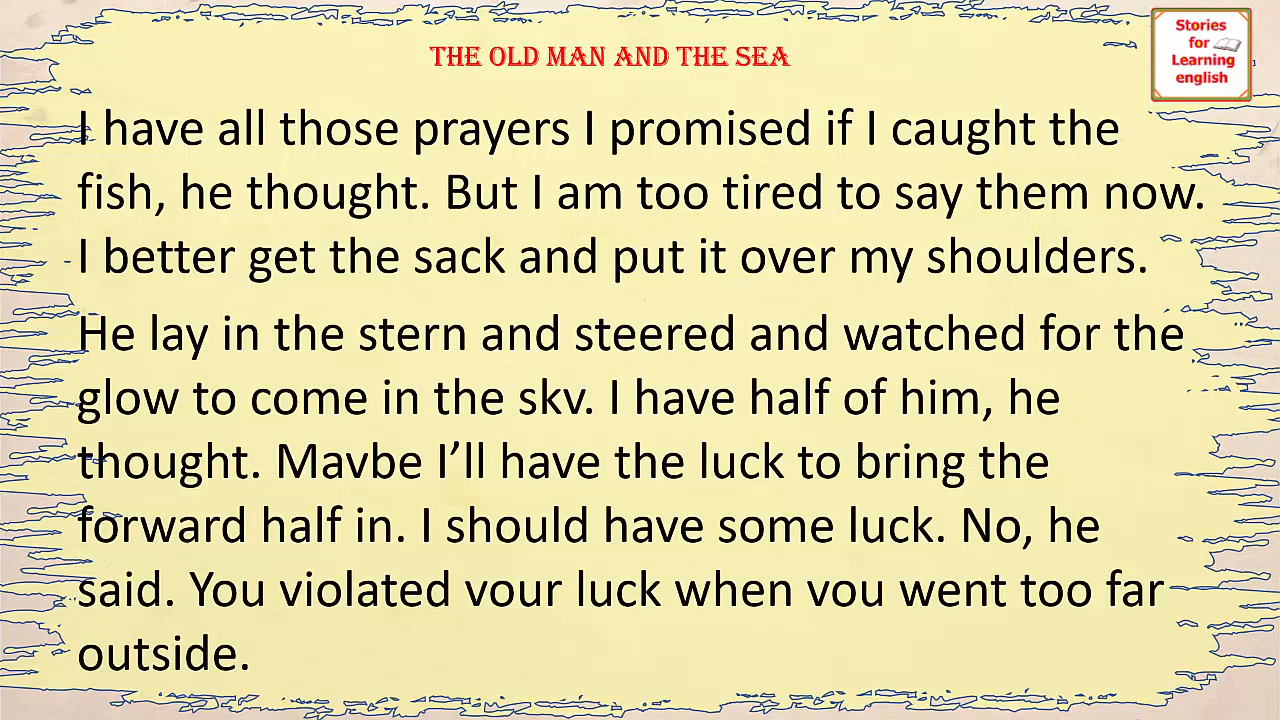 THE OLD MAN AND THE SEA
Stories
for
Learning
english
I have all those prayers I promised if I caught the
fish, he thought. But I am too tired to say them now.
I better get the sack and put it over my shoulders.
He lay in the stern and steered and watched for the
glow to come in the skv. I have half of him, he
thought. Mavbe I’ll have the luck to bring the
forward half in. I should have some luck. No, he
said. You violated vour luck when vou went too far
outside.